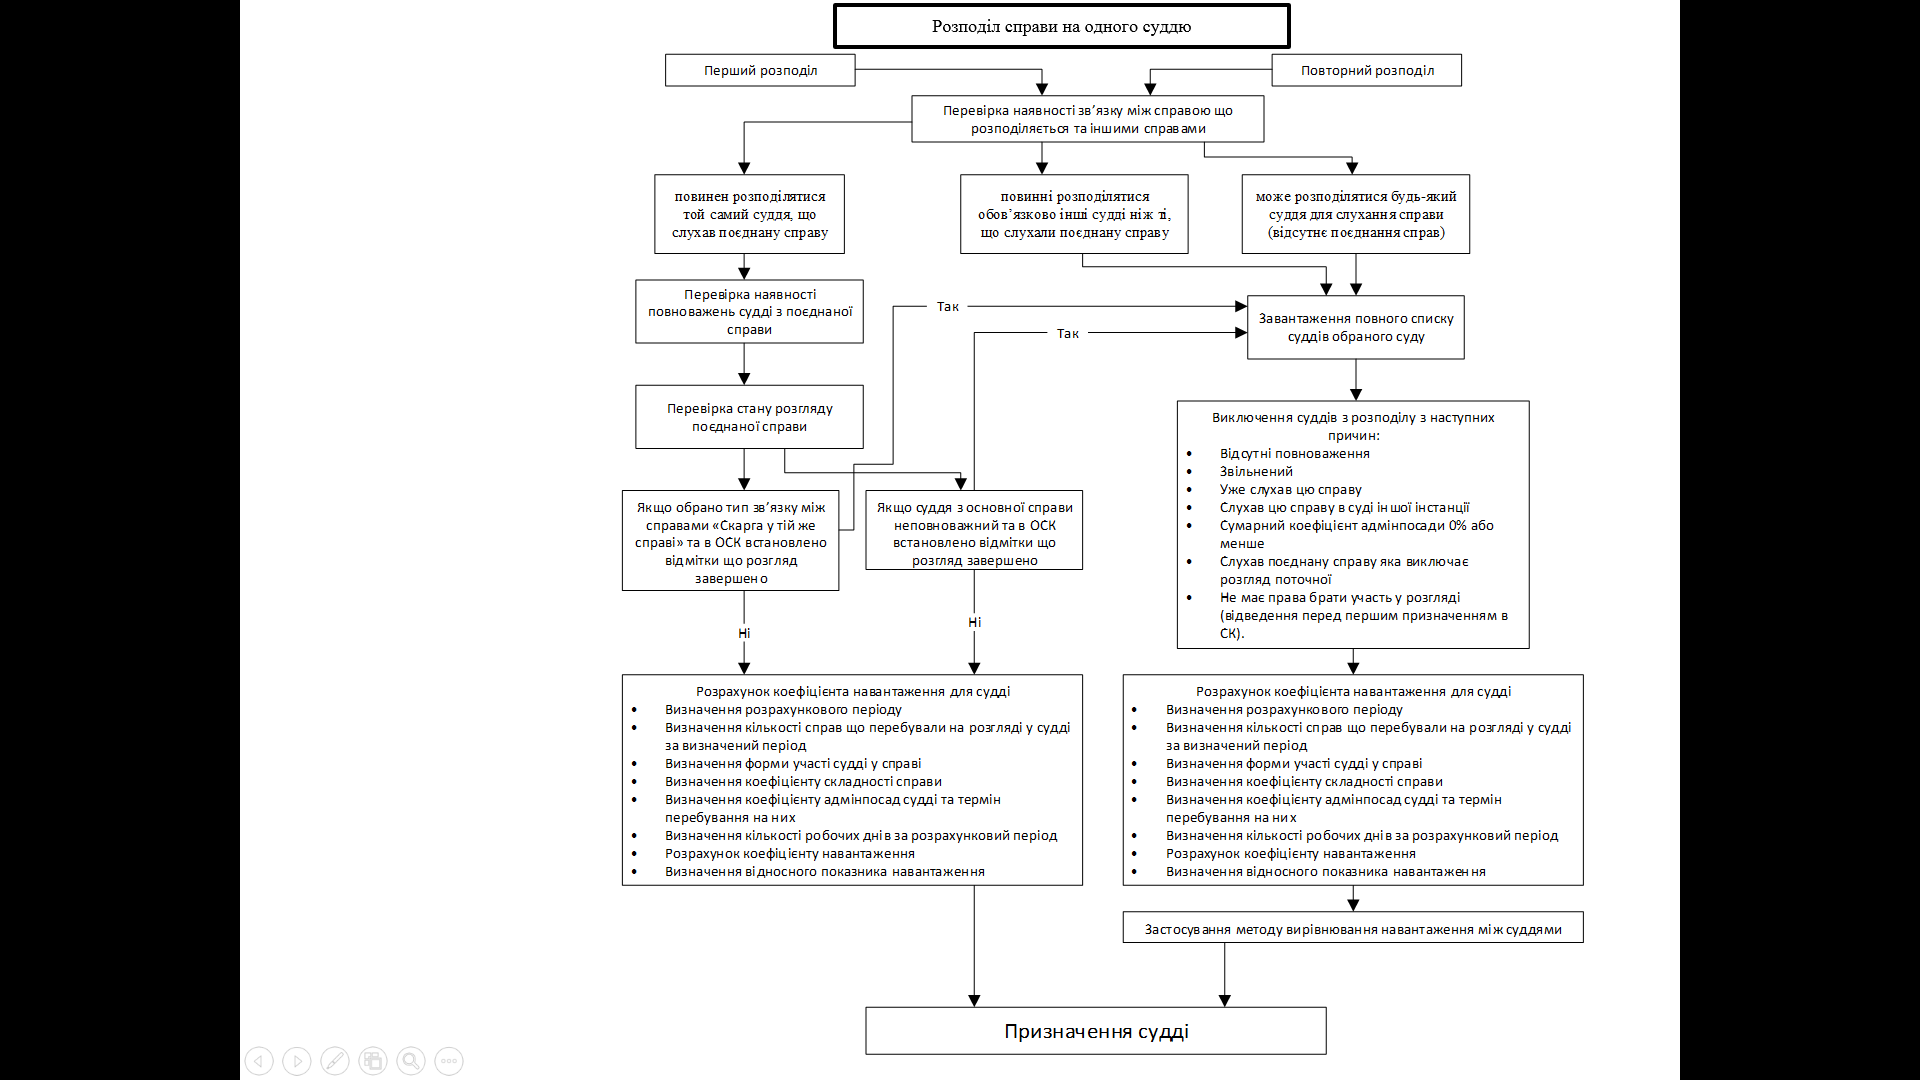 Розподіл справи на одного суддю
Перший розподіл
Повторний розподіл
Перевірка наявності зв’язку між справою що
розподіляється та іншими справами
повинен розподілятися
той самий суддя, що
слухав поєднану справу
повинні розподілятися
обов’язково інші судді ніж ті,
що слухали поєднану справу
може розподілятися будь-який
суддя для слухання справи
(відсутнє поєднання справ)
Перевірка наявності
повноважень судді з поєднаної
справи
Так
Так
Завантаження повного списку
суддів обраного суду
Перевірка стану розгляду
поєднаної справи
Якщо обрано тип зв’язку між
справами «Скарга у тій же
справі» та в ОСК встановлено
відмітки що розгляд
завершено
Якщо суддя з основної справи
неповноважний та в ОСК
встановлено відмітки що
розгляд завершено
Виключення суддів з розподілу з наступних
причин:
• Відсутні повноваження
• Звільнений
• Уже слухав цю справу
• Слухав цю справу в суді іншої інстанції
• Сумарний коефіцієнт адмінпосади 0% або
менше
• Слухав поєднану справу яка виключає
розгляд поточної
• Не має права брати участь у розгляді
(відведення перед першим призначенням в
СК).
Ні
Ні
Розрахунок коефіцієнта навантаження для судді
• Визначення розрахункового періоду
• Визначення кількості справ що перебували на розгляді у судді
за визначений період
• Визначення форми участі судді у справі
• Визначення коефіцієнту складності справи
• Визначення коефіцієнту адмінпосад судді та термін
перебування на них
• Визначення кількості робочих днів за розрахунковий період
• Розрахунок коефіцієнту навантаження
• Визначення відносного показника навантаження
Розрахунок коефіцієнта навантаження для судді
• Визначення розрахункового періоду
• Визначення кількості справ що перебували на розгляді у судді
за визначений період
• Визначення форми участі судді у справі
• Визначення коефіцієнту складності справи
• Визначення коефіцієнту адмінпосад судді та термін
перебування на них
• Визначення кількості робочих днів за розрахунковий період
• Розрахунок коефіцієнту навантаження
• Визначення відносного показника навантаження
Застосування методу вирівнювання навантаження між суддями
Призначення судді